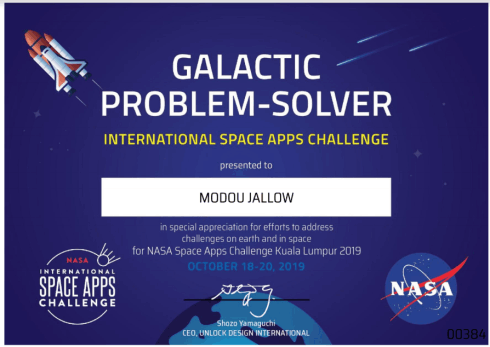 GALACTIC
PROBLEM-SOLVER
INTERNATIONAL SPACE APPS CHALLENGE
presented to
MODOU JALLOW
in special appreciation for efforts to address
challenges on earth and in space
for NASA Space Apps Challenge Kuala Lumpur 2019
OCTOBER 18-20, 2019
NASA
INTERNATIONAL
SPACE APPS
CHALLENGE
Shozo Yamaguchi
CEO, UNLOCK DESIGN INTERNATIONAL
NASA
00384